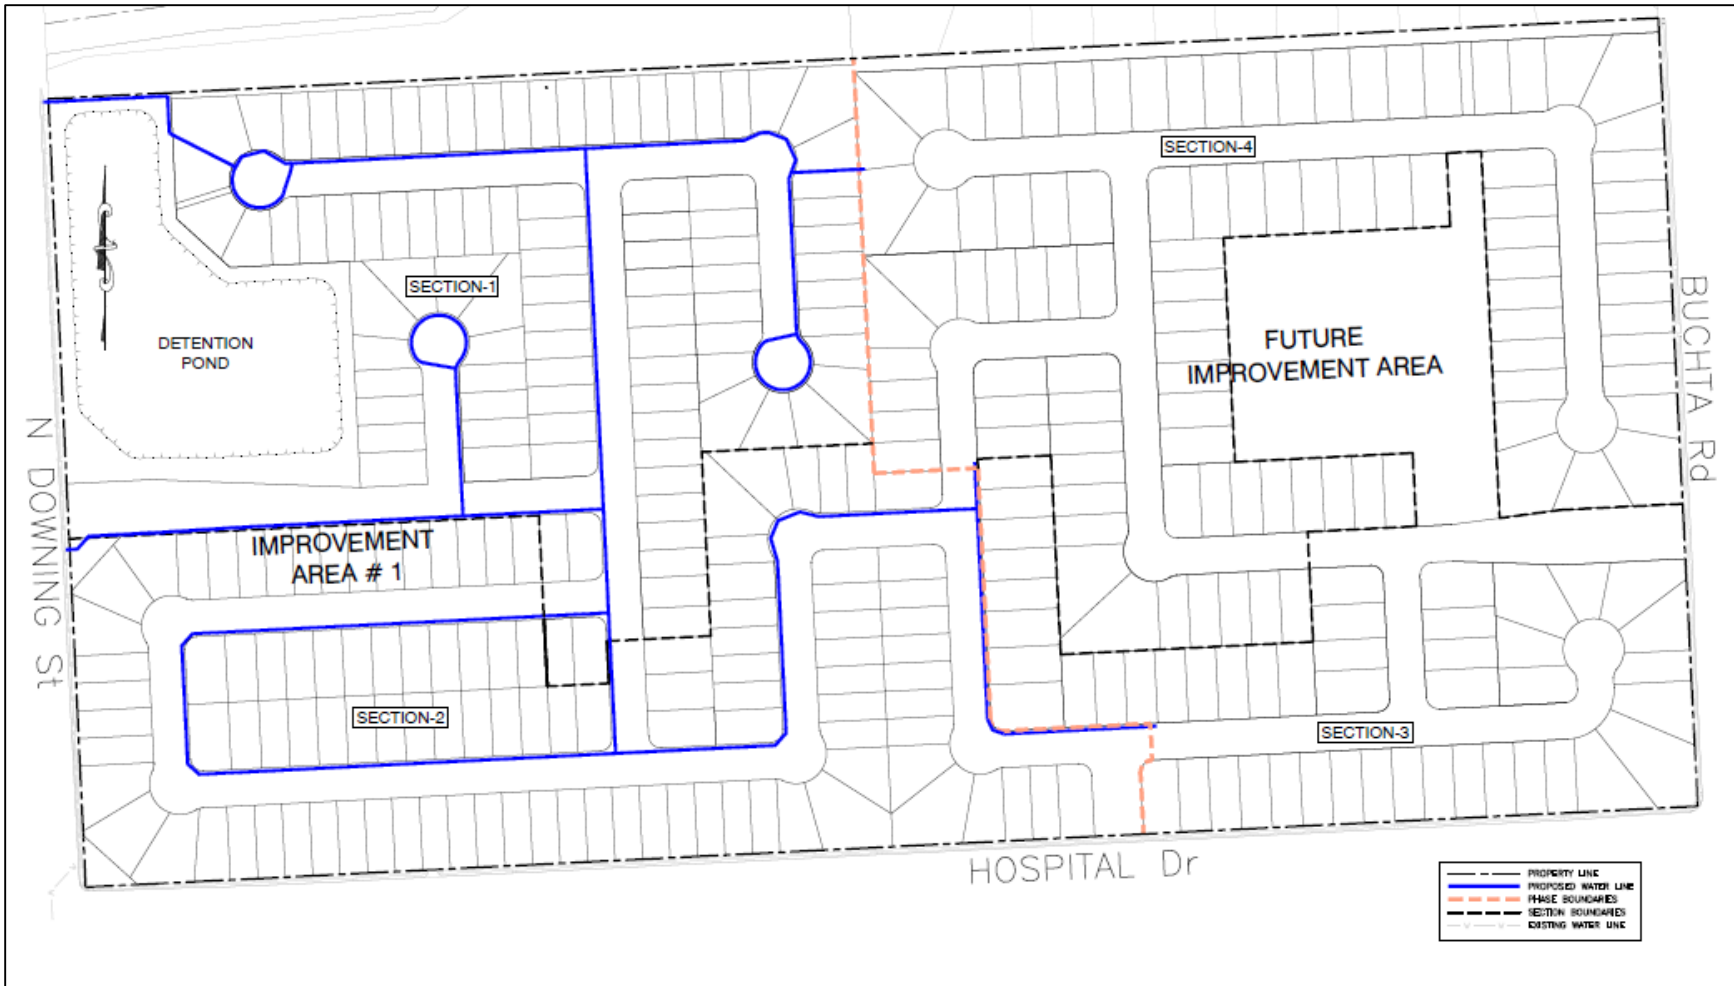 SECTION-4
SECTION-1
DETENTION
POND
FUTURE
IMPROVEMENT AREA
BUCHTA Rd
N DOWNING St
IMPROVEMENT
AREA # 1
SECTION-2
SECTION-3
HOSPITAL Dr
PROPERTY LINE
PROPOSED WATER LINE
PHASE BOUNDARIES
SECTION BOUNDARIES
EXISTING WATER LINE